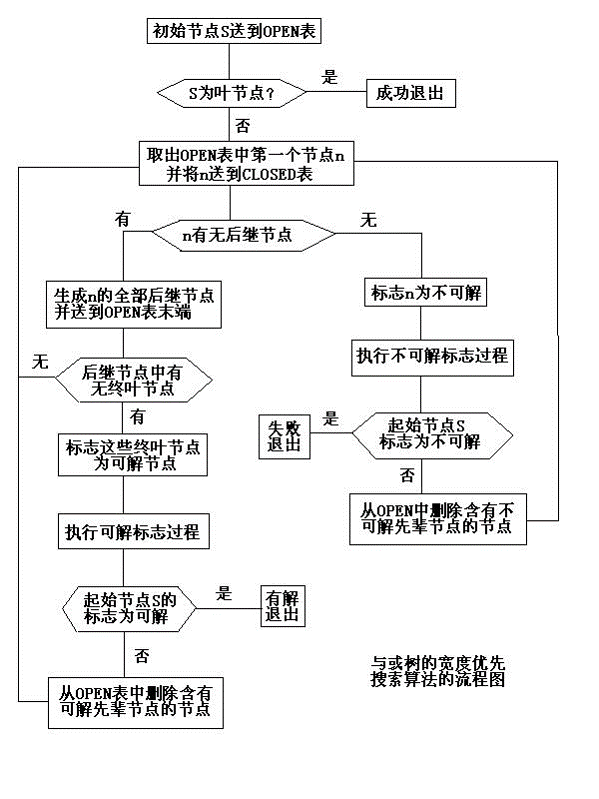 初始节点S送到OPEN表
S为叶节点?
是
成功退出
否
取出OPEN表中第一个节点n
并将n送到CLOSED表
有
n有无后继节点
无
生成n的全部后继节点
并送到OPEN表末端
标志n为不可解
无
后继节点中有
无终叶节点
执行不可解标志过程
有
标志这些终叶节点
为可解节点
失败
退出
是
起始节点S
标志为不可解
否
执行可解标志过程
从OPEN中删除含有不
可解先辈节点的节点
起始节点S的
标志为可解
是
有解
退出
否
从OPEN表中删除含有
可解先辈节点的节点
与或树的宽度优先
搜索算法的流程图